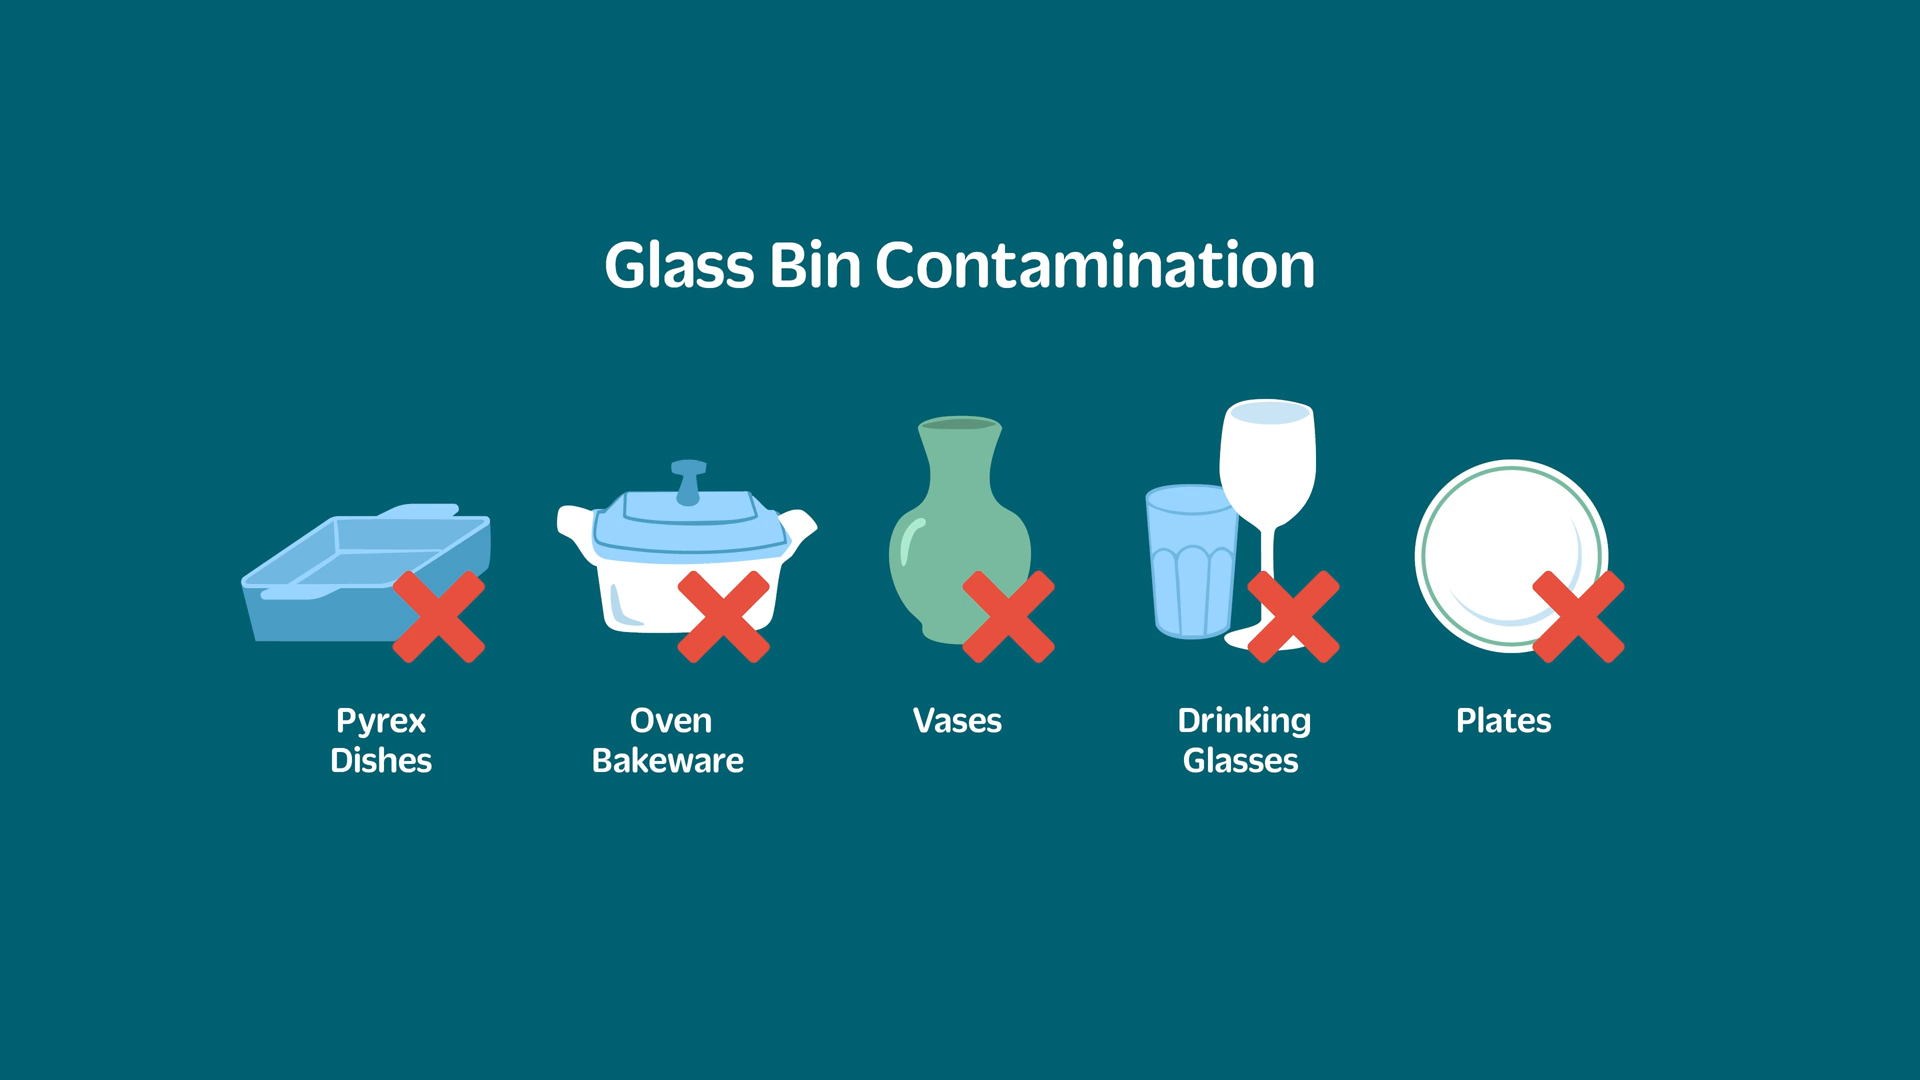 Glass Bin Contamination
Pyrex
Dishes
Oven
Bakeware
Vases
Drinking
Glasses
Plates